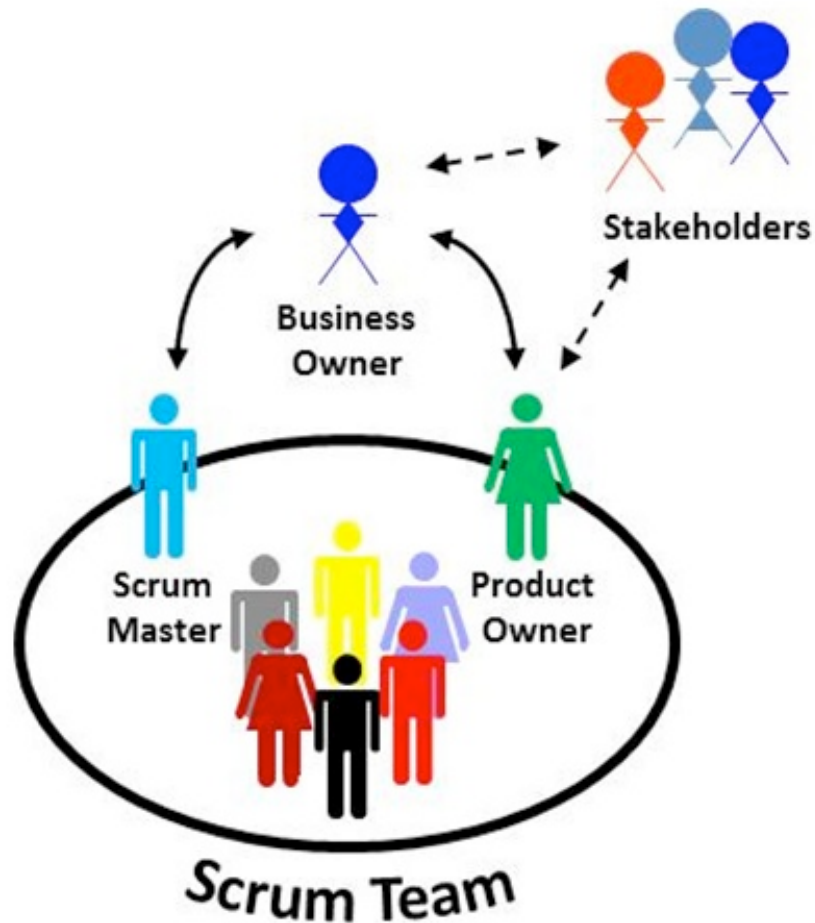 Stakeholders
Business
Owner
Scrum
Master
Product
Owner
Scrum Team